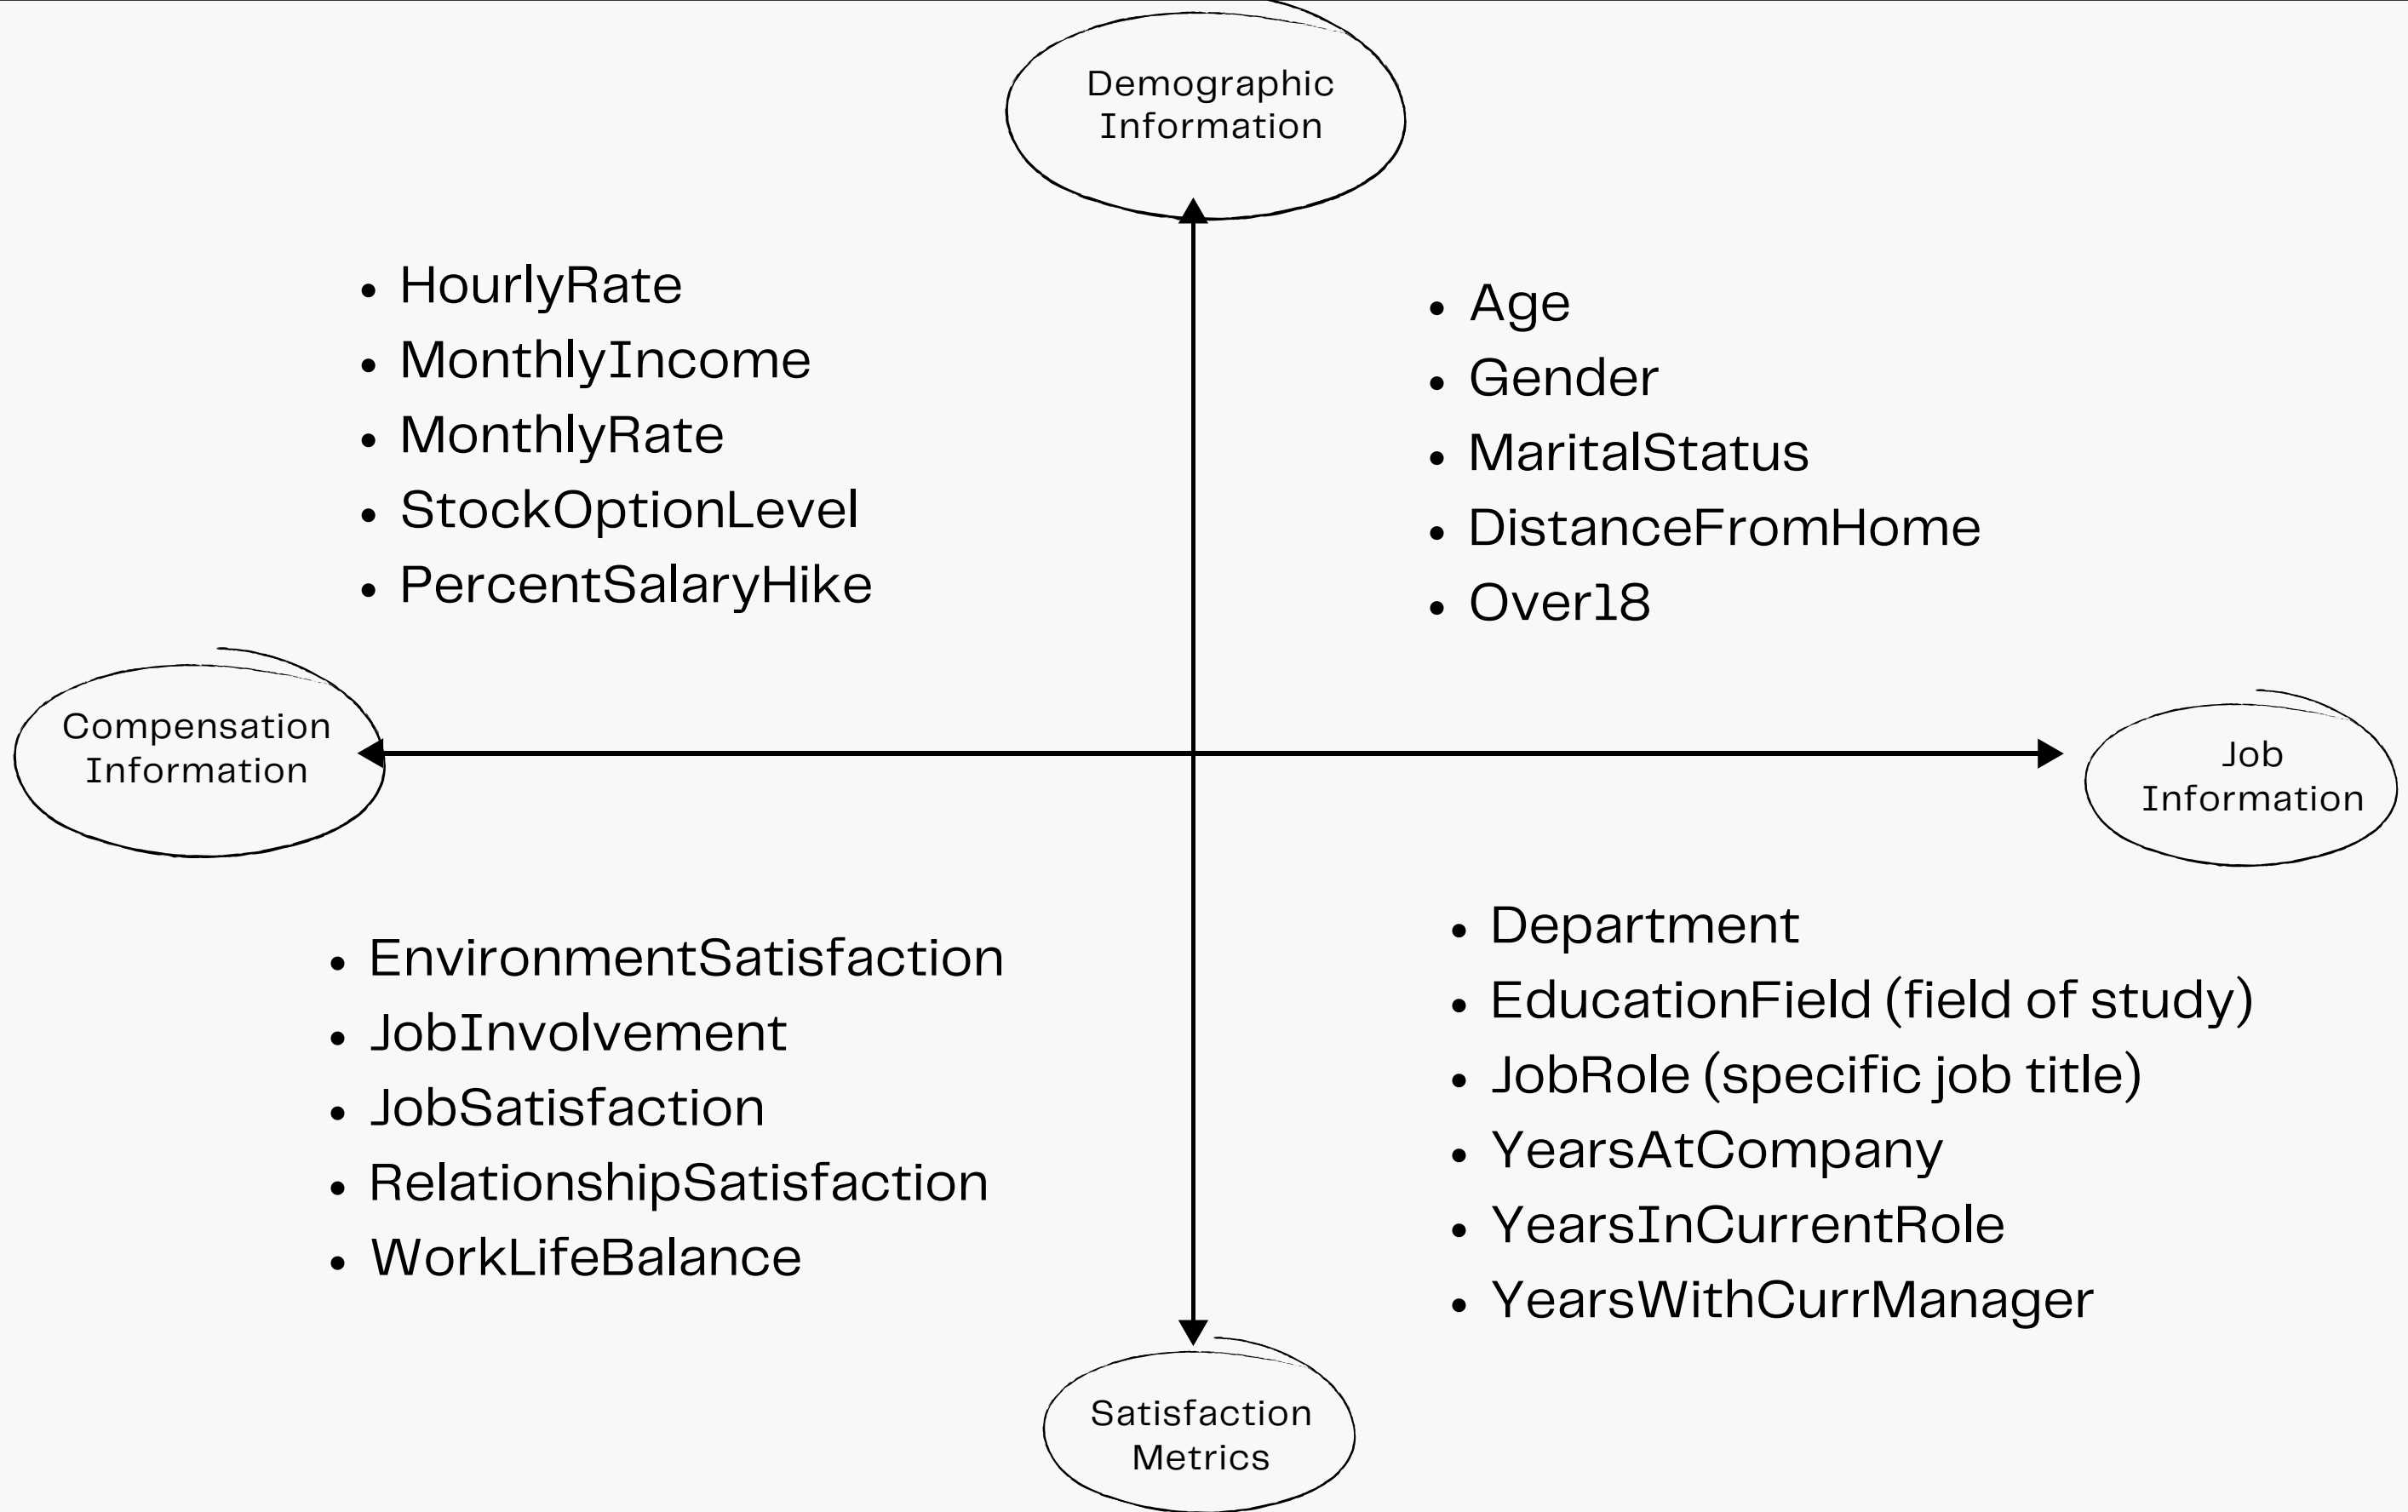 Demographic
Information
• HourlyRate
• MonthlyIncome
• MonthlyRate
• StockOptionLevel
• PercentSalaryHike
• Age
• Gender
• MaritalStatus
• DistanceFromHome
• Over18
Compensation
Information
Job
Information
• EnvironmentSatisfaction
• JobInvolvement
• JobSatisfaction
• RelationshipSatisfaction
• WorkLifeBalance
• Department
• EducationField (field of study)
• JobRole (specific job title)
• YearsAtCompany
• YearsInCurrentRole
• YearsWithCurrManager
Satisfaction
Metrics